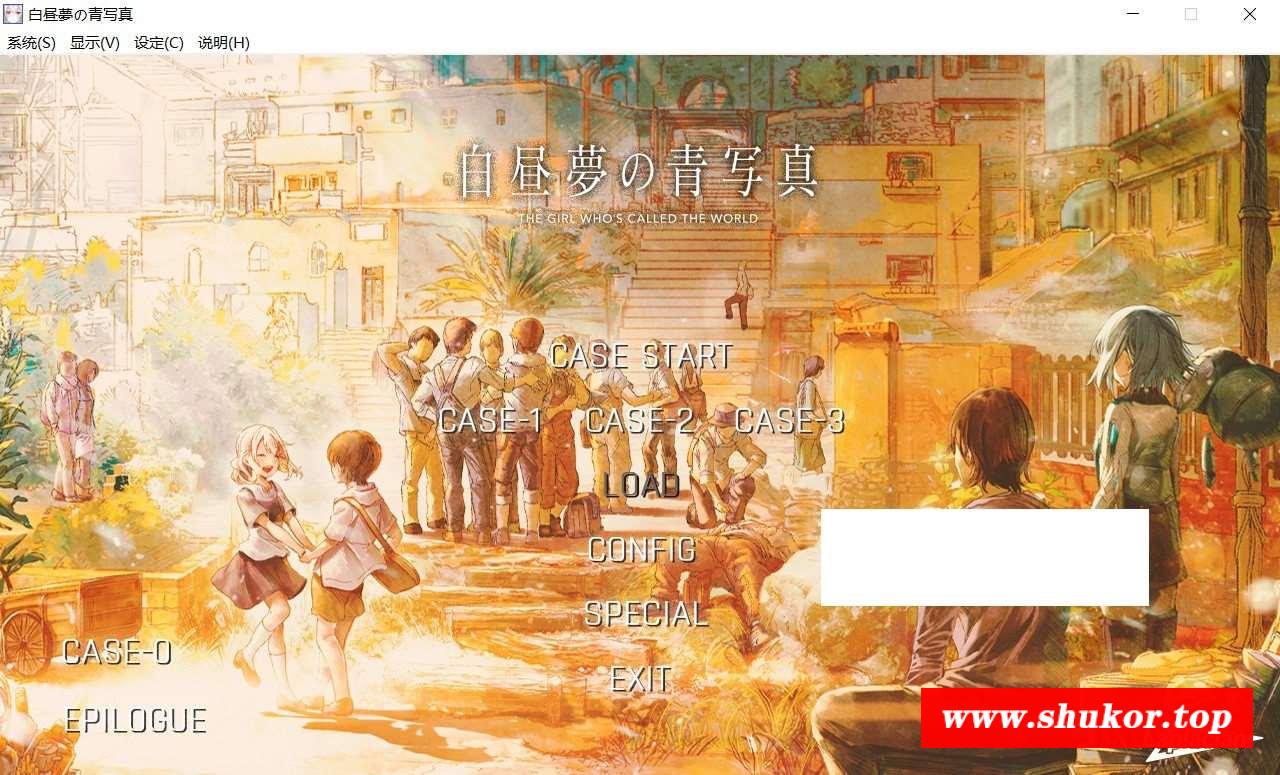 白昼夢の青写真
系统(S) 显示(V) 设定(C) 说明(H)
白昼夢の青写真
THE GIRL WHO'S CALLED THE WORLD
CASE START
CASE-1 CASE-2 CASE-3
LOAD
CONFIG
SPECIAL
EXIT
CASE-0
EPILOGUE
www.shukor.top